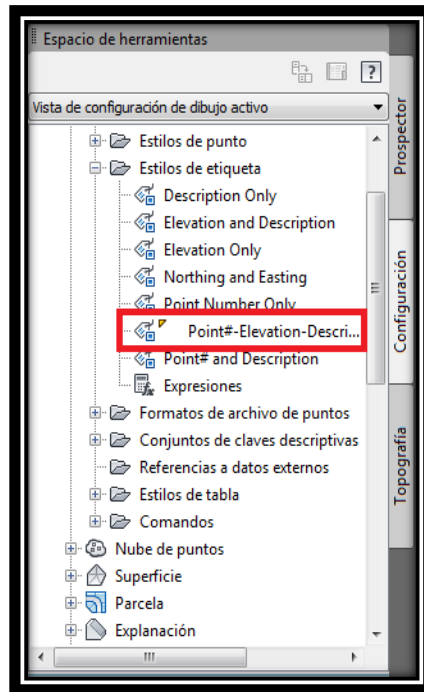 Espacio de herramientas
?
Vista de configuración de dibujo activo
Estilos de punto
Estilos de etiqueta
Description Only
Elevation and Description
Elevation Only
Northing and Easting
Point Number Only
Point#-Elevation-Descri...
Point# and Description
Expresiones
Formatos de archivo de puntos
Conjuntos de claves descriptivas
Referencias a datos externos
Estilos de tabla
Comandos
Nube de puntos
Superficie
Parcela
Explanación
Prospector
Configuración
Topografía